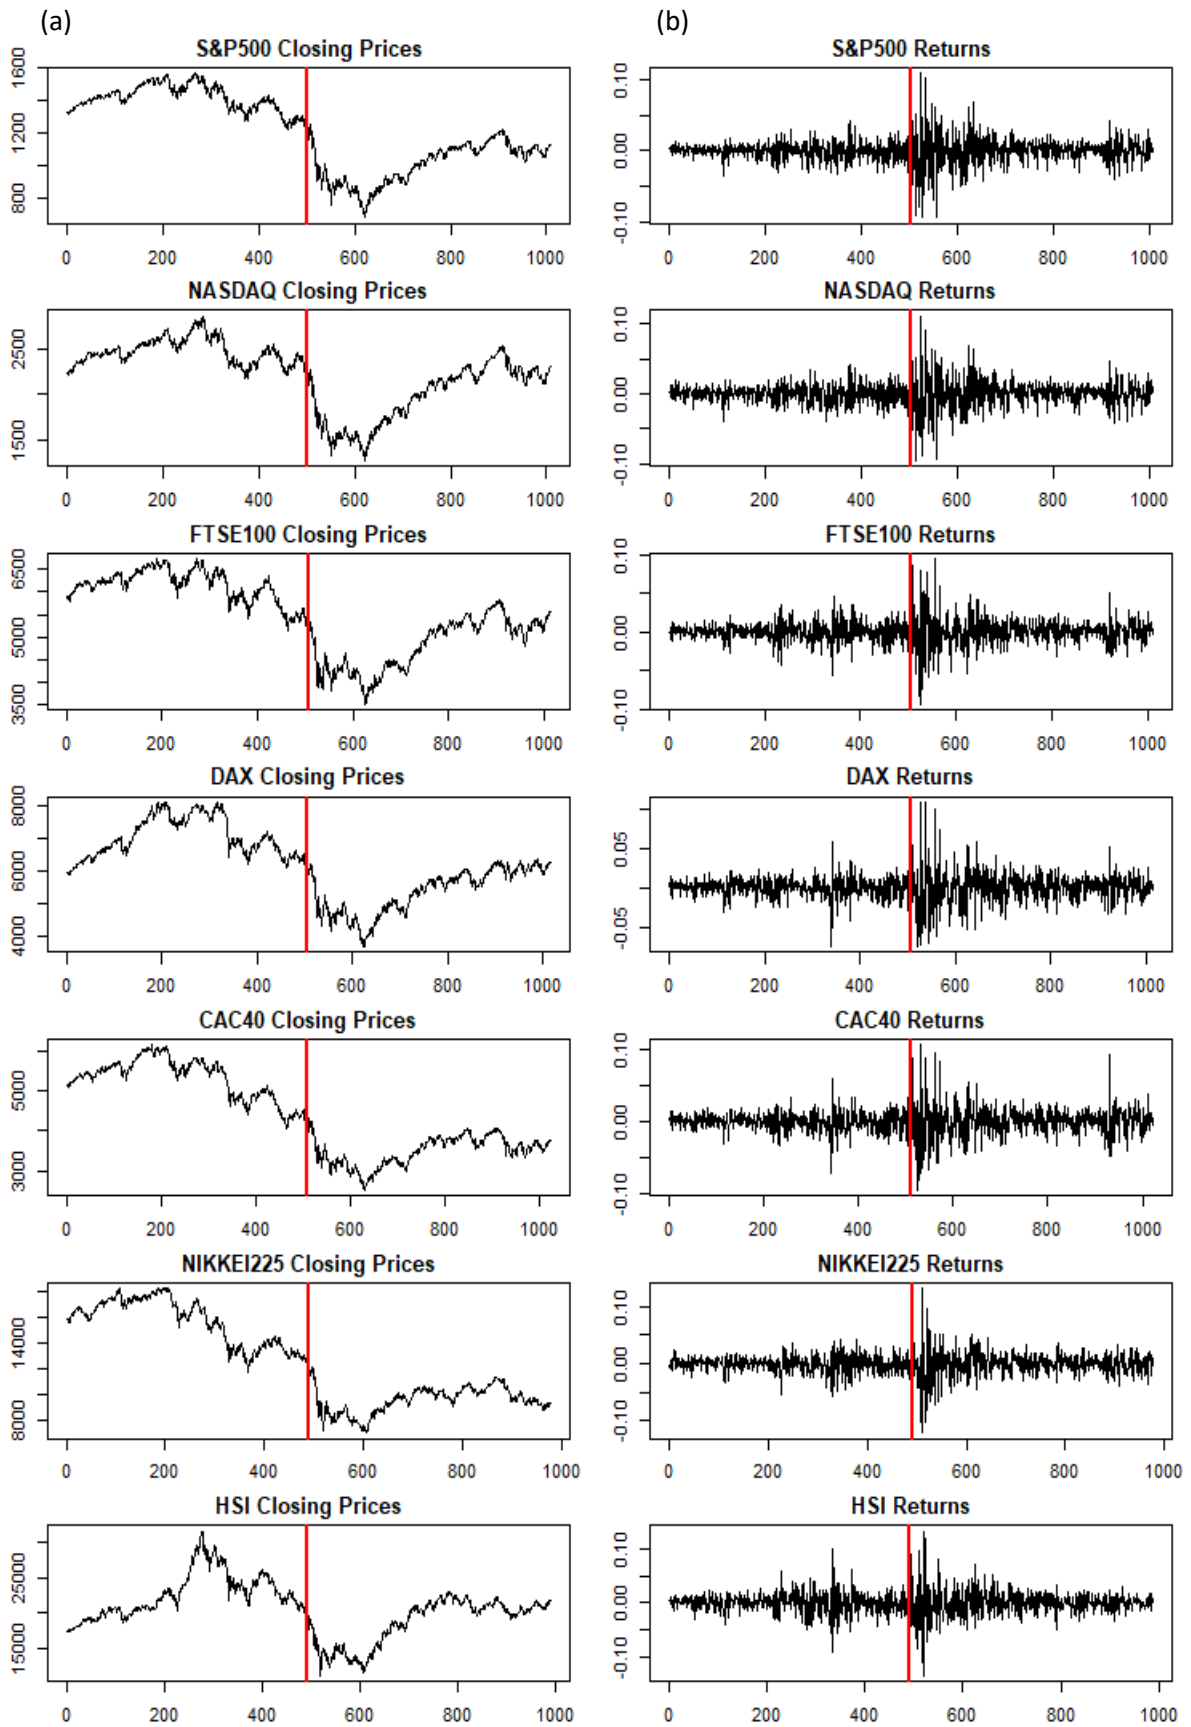 (a) (b)
S&P500 Closing Prices
1600
1200
800
0 200 400 600 800 1000
S&P500 Returns
0.10
0.00
-0.10
0 200 400 600 800 1000
NASDAQ Closing Prices
2500
1500
0 200 400 600 800 1000
NASDAQ Returns
0.10
0.00
-0.10
0 200 400 600 800 1000
FTSE100 Closing Prices
6500
5000
3500
0 200 400 600 800 1000
FTSE100 Returns
0.10
0.00
-0.10
0 200 400 600 800 1000
DAX Closing Prices
8000
6000
4000
0 200 400 600 800 1000
DAX Returns
0.05
-0.05
0 200 400 600 800 1000
CAC40 Closing Prices
5000
3000
0 200 400 600 800 1000
CAC40 Returns
0.10
0.00
-0.10
0 200 400 600 800 1000
NIKKEI225 Closing Prices
14000
8000
0 200 400 600 800 1000
NIKKEI225 Returns
0.10
0.00
-0.10
0 200 400 600 800 1000
HSI Closing Prices
25000
15000
0 200 400 600 800 1000
HSI Returns
0.10
0.00
-0.10
0 200 400 600 800 1000